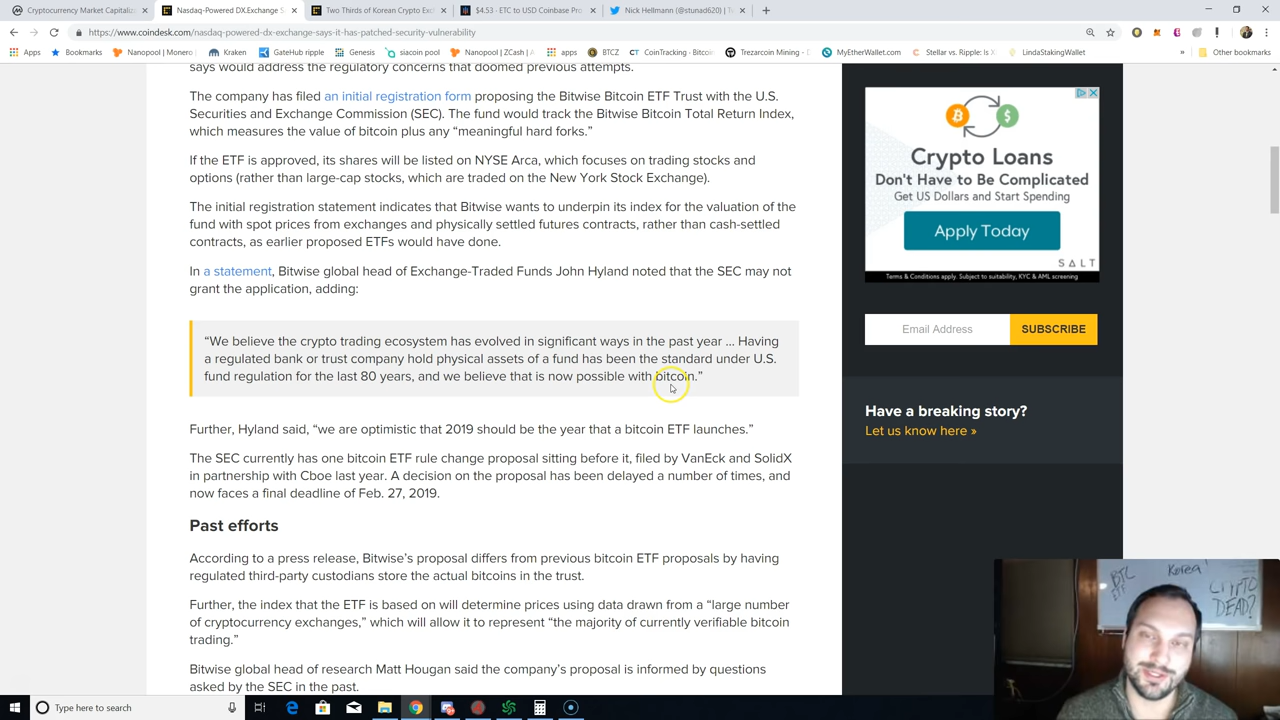 Cryptocurrency Market Capitaliz
Nasdaq-Powered DX.Exchange S
Two Thirds of Korean Crypto Exc
$4.53 - ETC to USD Coinbase Pro
Nick Hellmann (@stunad620) | Tw
https://www.coindesk.com/nasdaq-powered-dx-exchange-says-it-has-patched-security-vulnerability
Apps
Bookmarks
Nanopool | Monero |
Kraken
GateHub ripple
Genesis
siacoin pool
Nanopool | ZCash | A
apps
BTCZ
CT CoinTracking · Bitcoin
Trezarcoin Mining - D
MyEtherWallet.com
Stellar vs. Ripple: Is X
LindaStakingWallet
»
Other bookmarks
says would address the regulatory concerns that doomed previous attempts.
The company has filed an initial registration form proposing the Bitwise Bitcoin ETF Trust with the U.S.
Securities and Exchange Commission (SEC). The fund would track the Bitwise Bitcoin Total Return Index,
which measures the value of bitcoin plus any “meaningful hard forks.”
If the ETF is approved, its shares will be listed on NYSE Arca, which focuses on trading stocks and
options (rather than large-cap stocks, which are traded on the New York Stock Exchange).
The initial registration document indicates that Bitwise wants to underpin its index for the valuation of the
fund with spot prices from exchanges and physically settled futures contracts, rather than cash-settled
contracts, as earlier proposed ETFs would have done.
In a statement, Bitwise global head of Exchange-Traded Funds John Hyland noted that the SEC may not
grant the application, adding:
“We believe the crypto trading ecosystem has evolved in significant ways in the past year … Having
a regulated bank or trust company hold physical assets of a fund has been the standard under U.S.
fund regulation for the last 80 years, and we believe that is now possible with bitcoin.”
Further, Hyland said, “we are optimistic that 2019 should be the year that a bitcoin ETF launches.”
The SEC currently has one bitcoin ETF rule change proposal sitting before it, filed by VanEck and SolidX
in partnership with Cboe last year. A decision on the proposal has been delayed a number of times, and
now faces a final deadline of Feb. 27, 2019.
Past efforts
According to a press release, Bitwise’s proposal differs from previous bitcoin ETF proposals by having
regulated third-party custodians store the actual bitcoins in the trust.
Further, the index that the ETF is based on will determine prices using data drawn from a “large number
of cryptocurrency exchanges,” which will allow it to represent “the majority of currently verifiable bitcoin
trading.”
Bitwise global head of research Matt Hougan said the company’s proposal is informed by questions
asked by the SEC in the past.
Crypto Loans
Don't Have to Be Complicated
Get US Dollars and Start Spending
Apply Today
SALT
Terms & Conditions apply. Subject to suitability, KYC & AML screening
Email Address
SUBSCRIBE
Have a breaking story?
Let us know here »
BTC
ETF
Korea!
CRYPTO
DEAD?
Type here to search